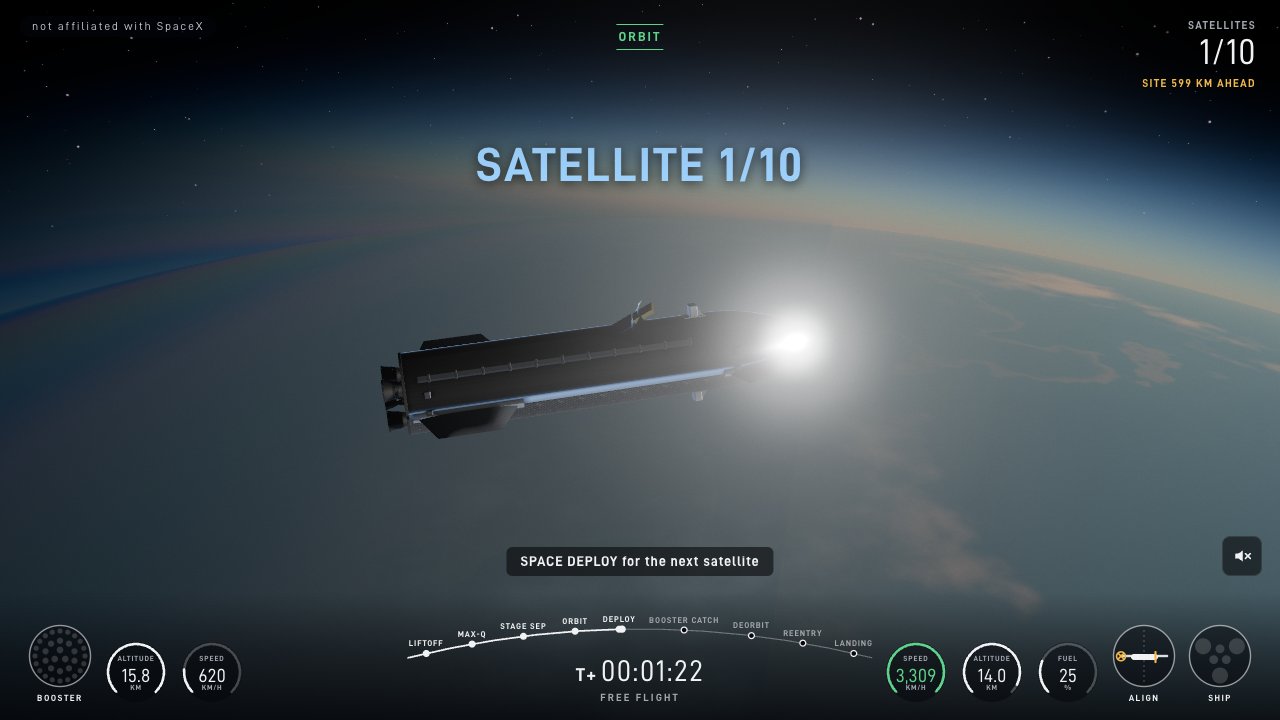 not affiliated with SpaceX
ORBIT
SATELLITES
1/10
SITE 599 KM AHEAD
SATELLITE 1/10
SPACE DEPLOY for the next satellite
LIFTOFF
MAX-Q
STAGE SEP
ORBIT
DEPLOY
BOOSTER CATCH
DEORBIT
REENTRY
LANDING
BOOSTER
ALTITUDE
15.8
KM
SPEED
620
KM/H
T+ 00:01:22
FREE FLIGHT
SPEED
3,309
KM/H
ALTITUDE
14.0
KM
FUEL
25
%
ALIGN
SHIP